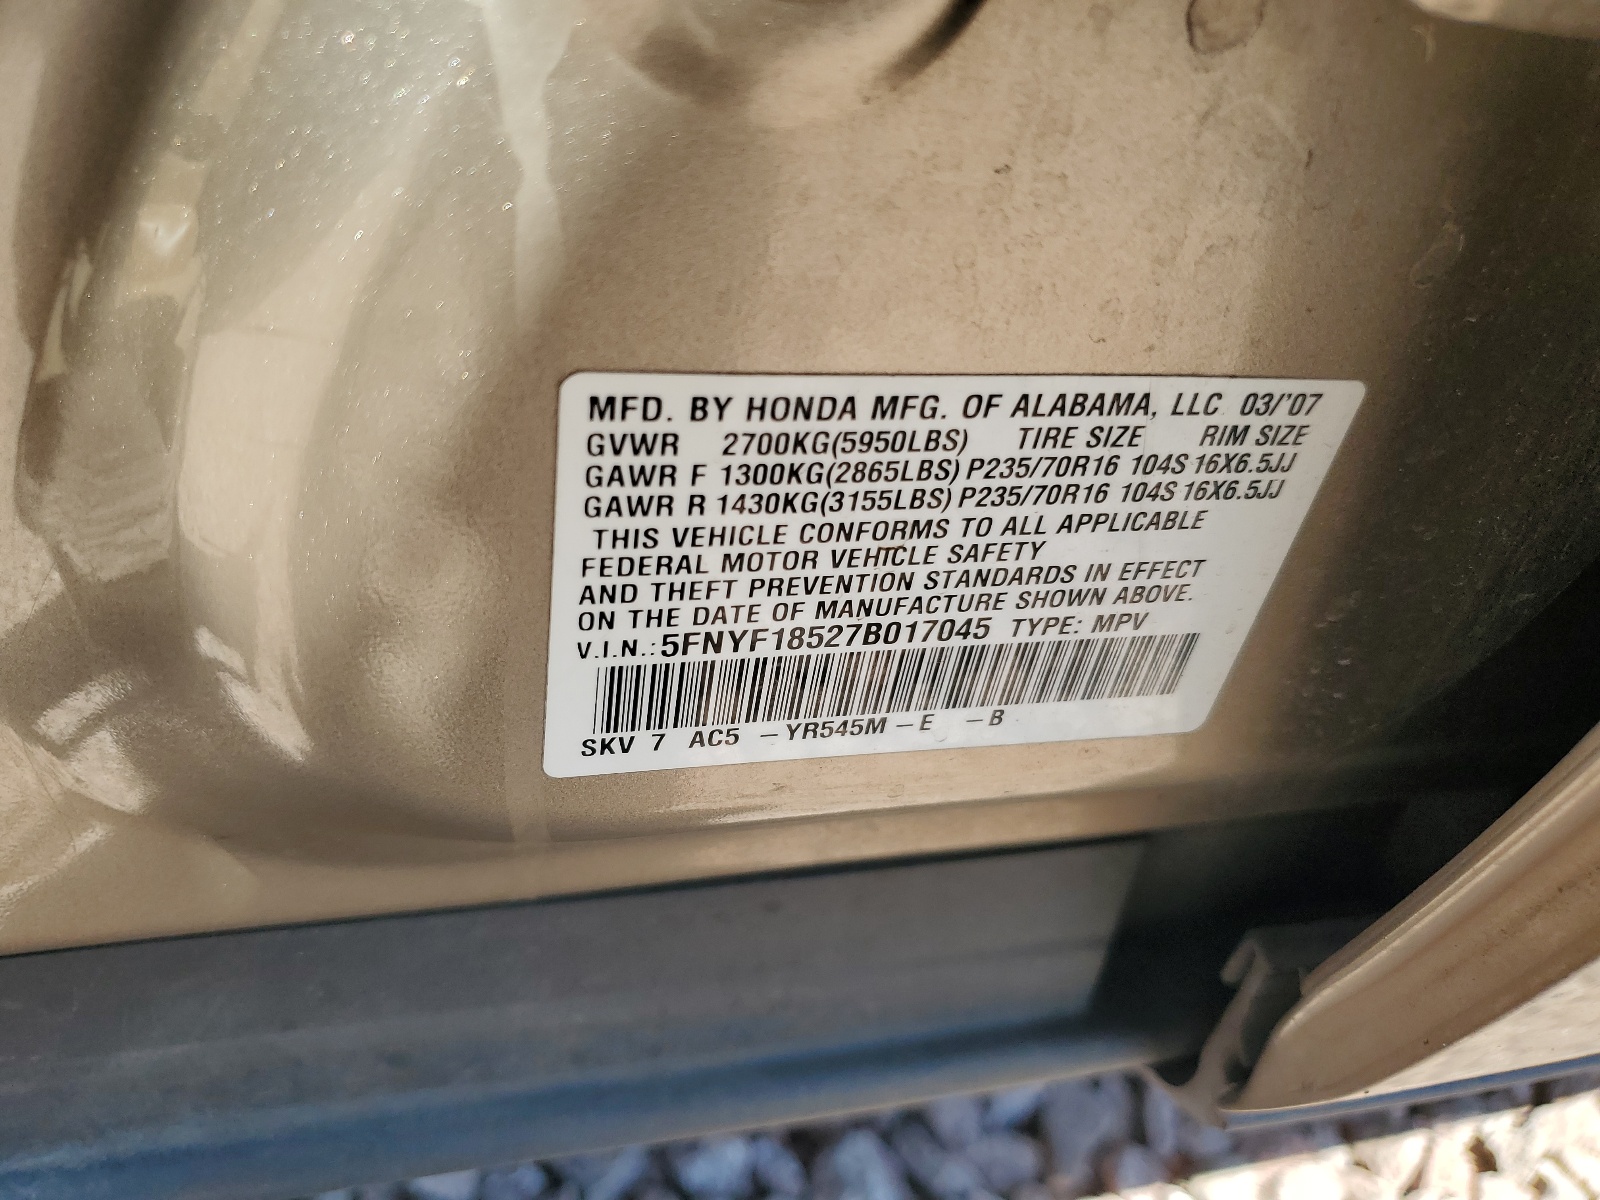 MFD. BY HONDA MFG. OF ALABAMA, LLC 03/'07
GVWR 2700KG(5950LBS) TIRE SIZE RIM SIZE
GAWR F 1300KG(2865LBS) P235/70R16 104S 16X6.5JJ
GAWR R 1430KG(3155LBS) P235/70R16 104S 16X6.5JJ
THIS VEHICLE CONFORMS TO ALL APPLICABLE
FEDERAL MOTOR VEHICLE SAFETY
AND THEFT PREVENTION STANDARDS IN EFFECT
ON THE DATE OF MANUFACTURE SHOWN ABOVE.
V.I.N.: 5FNYF18527B017045 TYPE: MPV
SKV 7 AC5 -YR545M-E -B